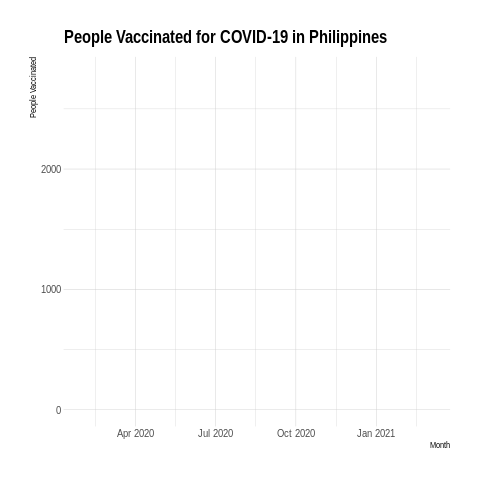 People Vaccinated for COVID-19 in Philippines
People Vaccinated
2000
1000
0
Apr 2020 Jul 2020 Oct 2020 Jan 2021
Month